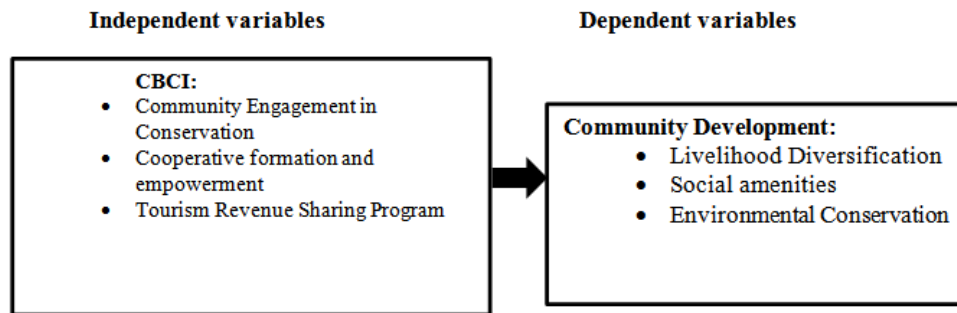 Independent variables
Dependent variables
CBCI:
• Community Engagement in
Conservation
• Cooperative formation and
empowerment
• Tourism Revenue Sharing Program
Community Development:
• Livelihood Diversification
• Social amenities
• Environmental Conservation